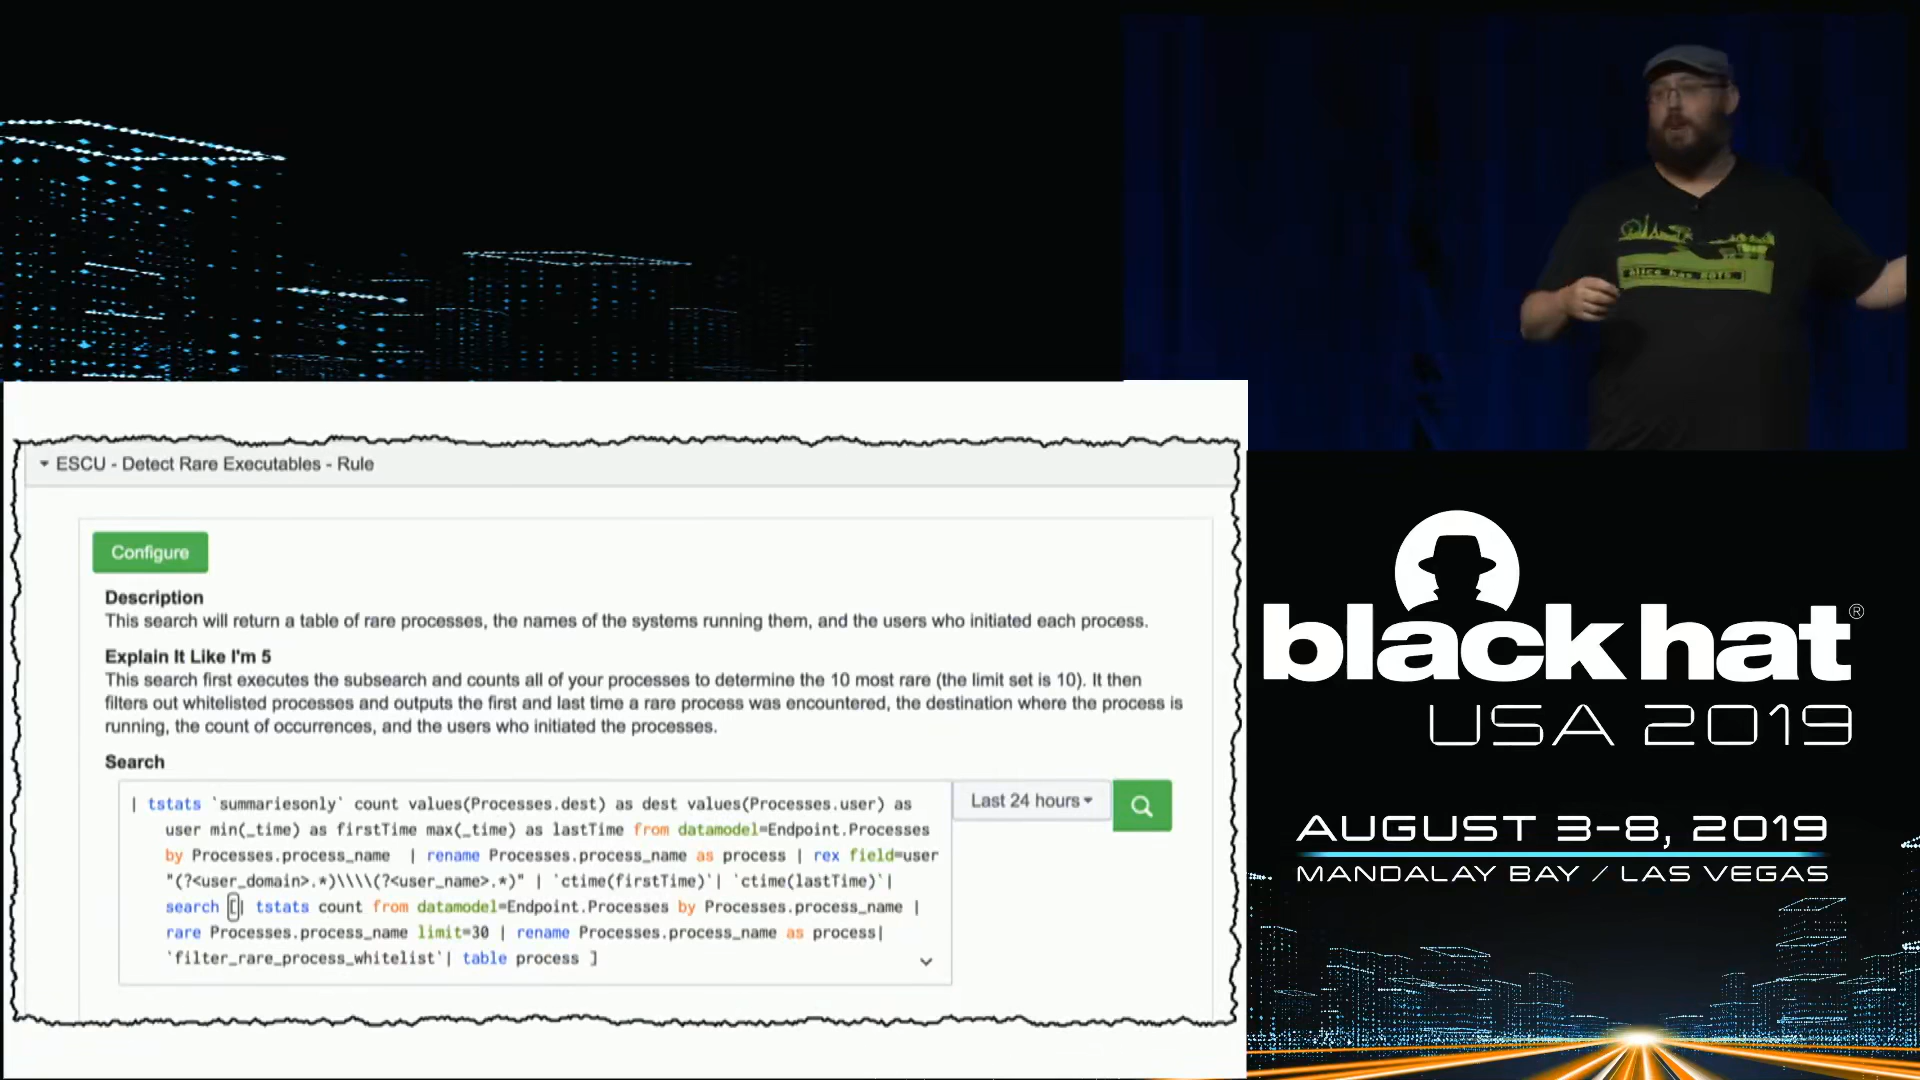 alice has @@TS.
ESCU - Detect Rare Executables - Rule
Configure
Description
This search will return a table of rare processes, the names of the systems running them, and the users who initiated each process.
Explain It Like I'm 5
This search first executes the subsearch and counts all of your processes to determine the 10 most rare (the limit set is 10). It then
filters out whitelisted processes and outputs the first and last time a rare process was encountered, the destination where the process is
running, the count of occurrences, and the users who initiated the processes.
Search
| tstats `summariesonly` count values(Processes.dest) as dest values(Processes.user) as
user min(_time) as firstTime max(_time) as lastTime from datamodel=Endpoint.Processes
by Processes.process_name | rename Processes.process_name as process | rex field=user
"(?<user_domain>.*)\\\\(?<user_name>.*)" | `ctime(firstTime)`| `ctime(lastTime)`|
search [| tstats count from datamodel=Endpoint.Processes by Processes.process_name |
rare Processes.process_name limit=30 | rename Processes.process_name as process|
`filter_rare_process_whitelist`| table process ]
Last 24 hours
black hat®
USA 2019
AUGUST 3-8, 2019
MANDALAY BAY / LAS VEGAS